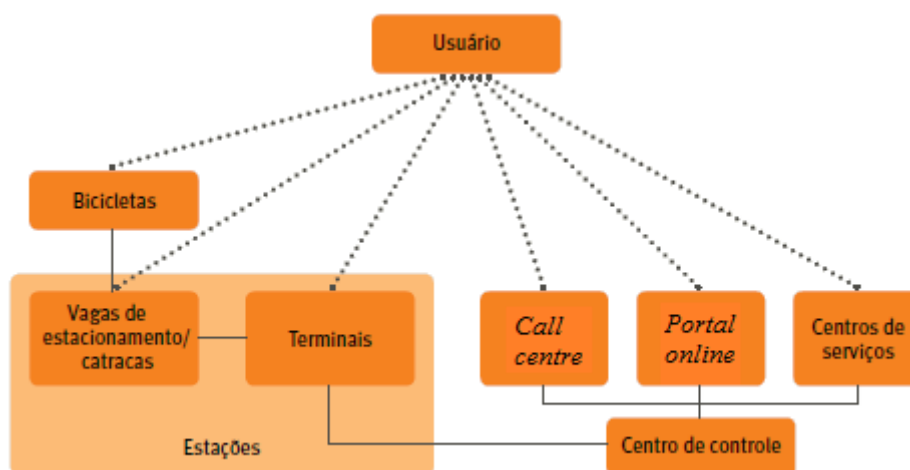 Usuário
Bicicletas
Vagas de
estacionamento/
catracas
Terminais
Call
centre
Portal
online
Centros de
serviços
Estações
Centro de controle